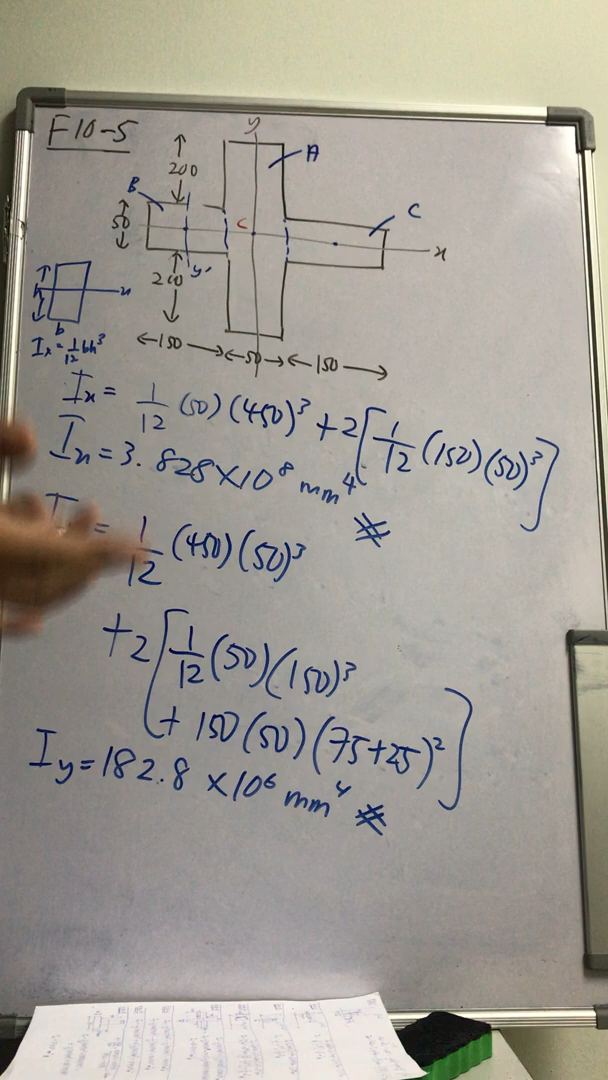 F10-5
y
A
↑
200
↓
B
C
↑
50
↓
C
x
y'
↑
200
↓
x
b
Ix = 1/12 bh³
←150→←50→←150→
Ix = 1/12 (50)(450)³ + 2[1/12 (150)(50)³]
Ix = 3.828×10⁸ mm⁴
= 1/12 (450)(50)³
+2[1/12 (50)(150)³
+ 150(50)(75+25)²]
Iy = 182.8 ×10⁶ mm⁴